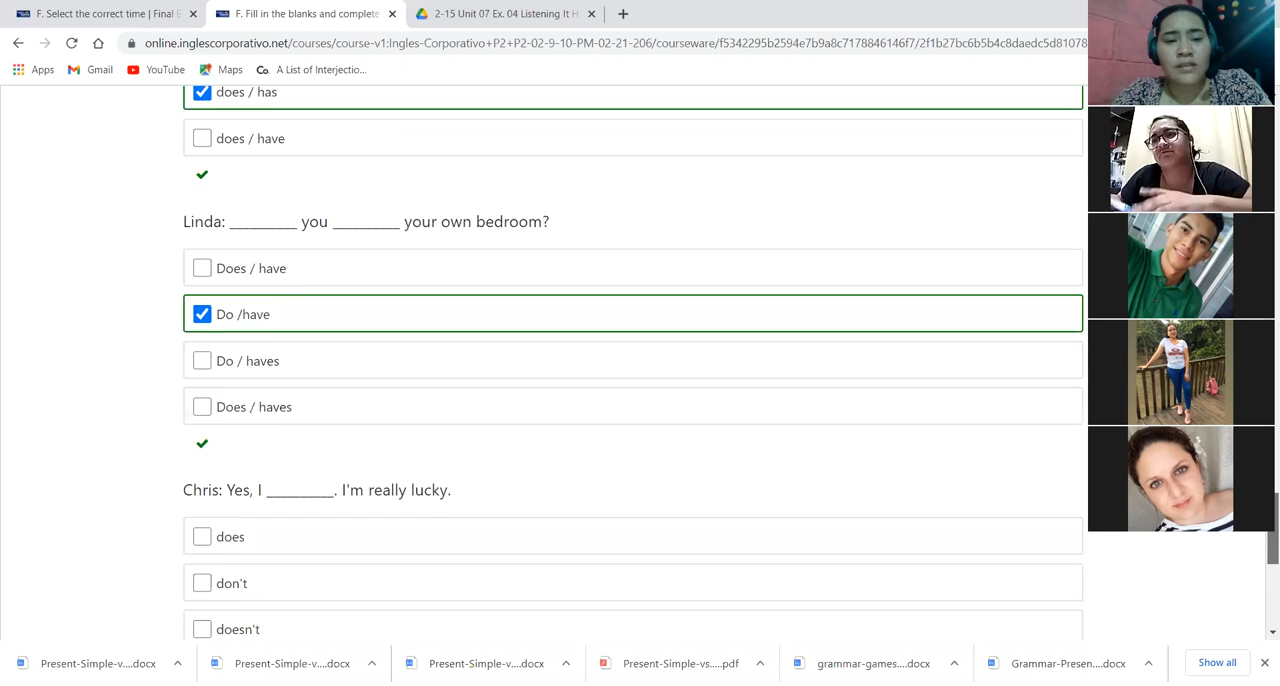 F. Select the correct time | Final E
F. Fill in the blanks and complete
2-15 Unit 07 Ex. 04 Listening It H
online.inglescorporativo.net/courses/course-v1:Ingles-Corporativo+P2+P2-02-9-10-PM-02-21-206/courseware/f5342295b2594e7b9a8c7178846146f7/2f1b27bc6b5b4c8daedc5d81078
Apps
Gmail
YouTube
Maps
Co. A List of Interjectio...
does / has
does / have
Linda: __________ you __________ your own bedroom?
Does / have
Do /have
Do / haves
Does / haves
Chris: Yes, I __________. I'm really lucky.
does
don't
doesn't
Present-Simple-v....docx
Present-Simple-v....docx
Present-Simple-v....docx
Present-Simple-vs.....pdf
grammar-games....docx
Grammar-Presen....docx
Show all